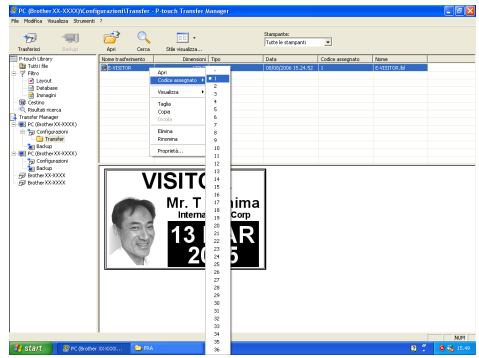 PC (Brother XX-XXXX)\Configurazioni\Transfer - P-touch Transfer Manager
File Modifica Visualizza Strumenti ?
Trasferisci Backup Apri Cerca Stile visualizza...
Stampante:
Tutte le stampanti
P-touch Library
Tutti i file
Filtro
Layout
Database
Immagini
Cestino
Risultati ricerca
Transfer Manager
PC (Brother XX-XXXX)
Configurazioni
Transfer
Backup
PC (Brother XX-XXXX)
Configurazioni
Backup
Brother XX-XXXX
Brother XX-XXXX
Nome trasferimento Dimensioni Tipo Data Codice assegnato Nome
E-VISITOR 08/08/2006 15.24.52 1 E-VISITOR.lbl
Apri
Codice assegnato
Visualizza
Taglia
Copia
Incolla
Elimina
Rinomina
Proprietà...
-
1
2
3
4
5
6
7
8
9
10
11
12
13
14
15
16
17
18
19
20
21
22
23
24
25
26
27
28
29
30
31
32
33
34
35
36
VISITO
Mr. T ima
Interna Corp
13 M AR
20 5
NUM
start
PC (Brother XX-XXX...
FRA
15.49